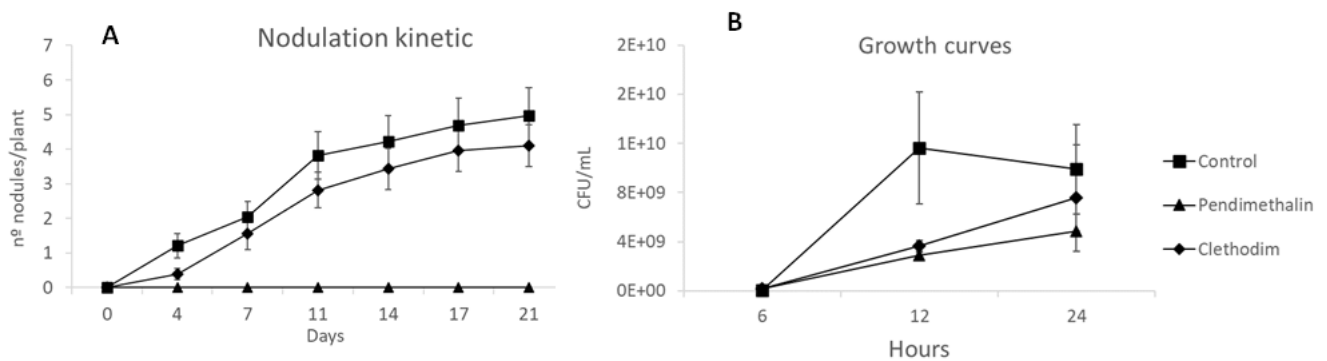 A
Nodulation kinetic
nº nodules/plant
7
6
5
4
3
2
1
0
0 4 7 11 14 17 21
Days
B
Growth curves
CFU/mL
2E+10
2E+10
1E+10
8E+09
4E+09
0E+00
6 12 24
Hours
Control
Pendimethalin
Clethodim